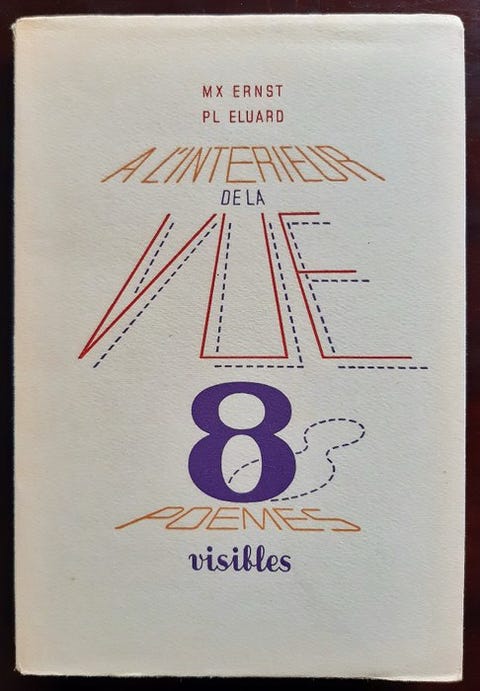 MX ERNST
PL ELUARD
A L'INTERIEUR
DE LA
VUE
8
POEMES
visibles